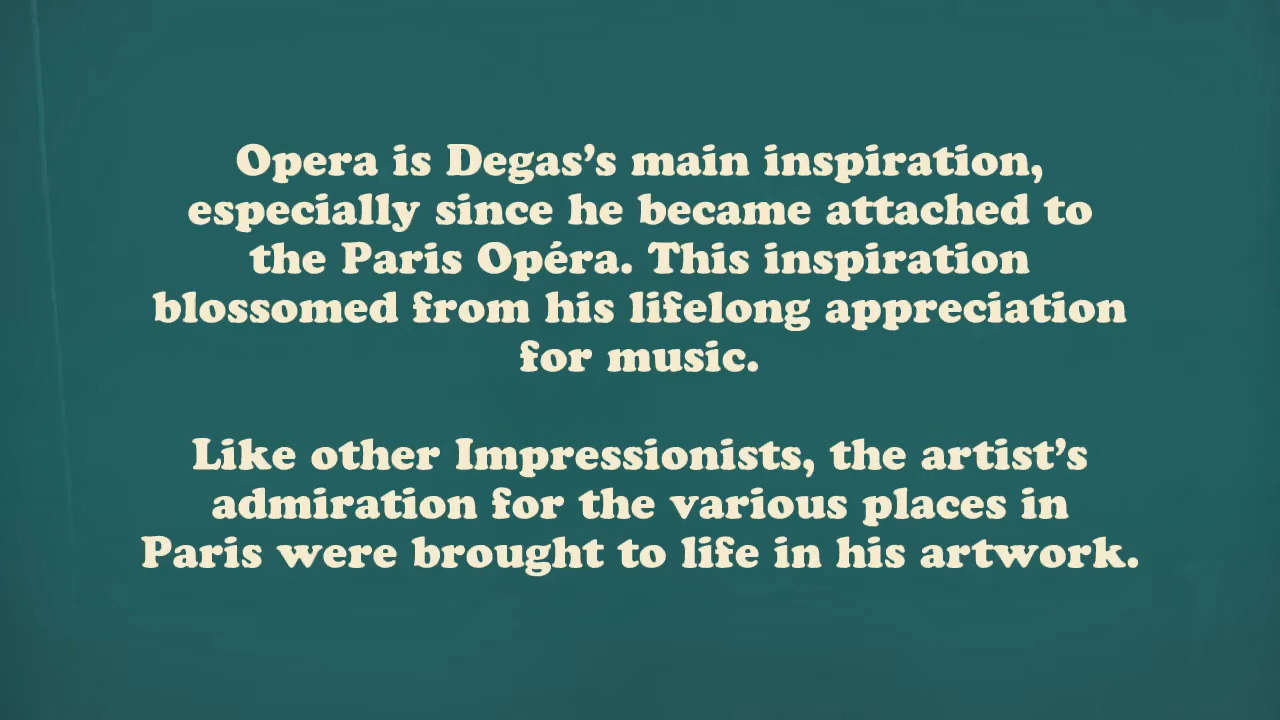 Opera is Degas’s main inspiration,
especially since he became attached to
the Paris Opéra. This inspiration
blossomed from his lifelong appreciation
for music.
Like other Impressionists, the artist’s
admiration for the various places in
Paris were brought to life in his artwork.